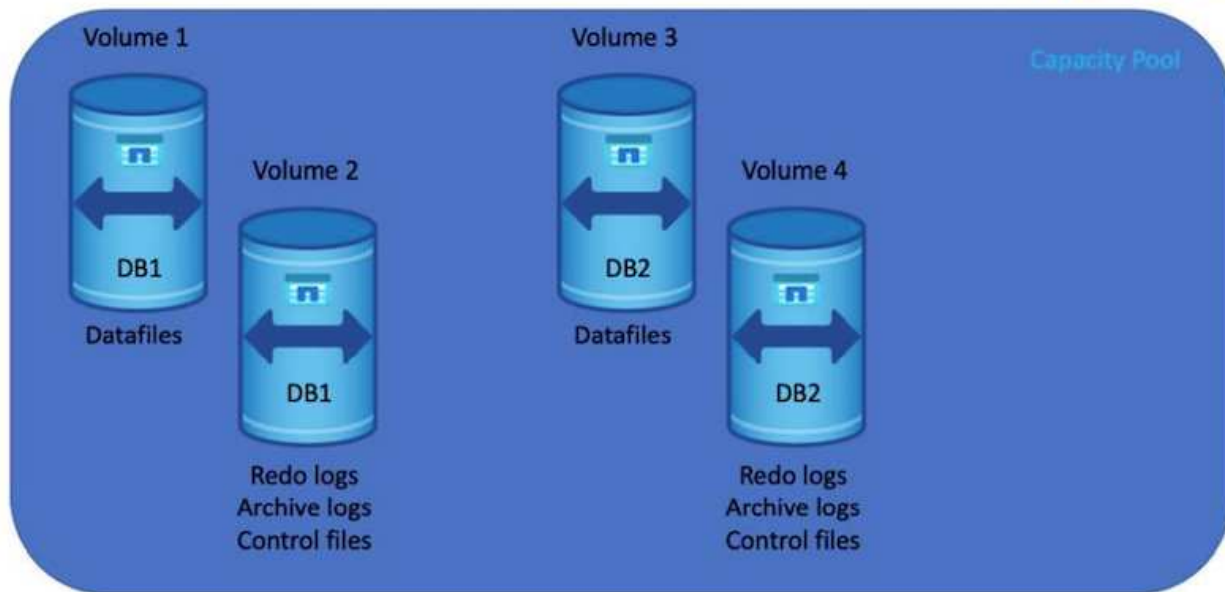 Volume 1
DB1
Datafiles
Volume 2
DB1
Redo logs
Archive logs
Control files
Volume 3
DB2
Datafiles
Volume 4
DB2
Redo logs
Archive logs
Control files
Capacity Pool